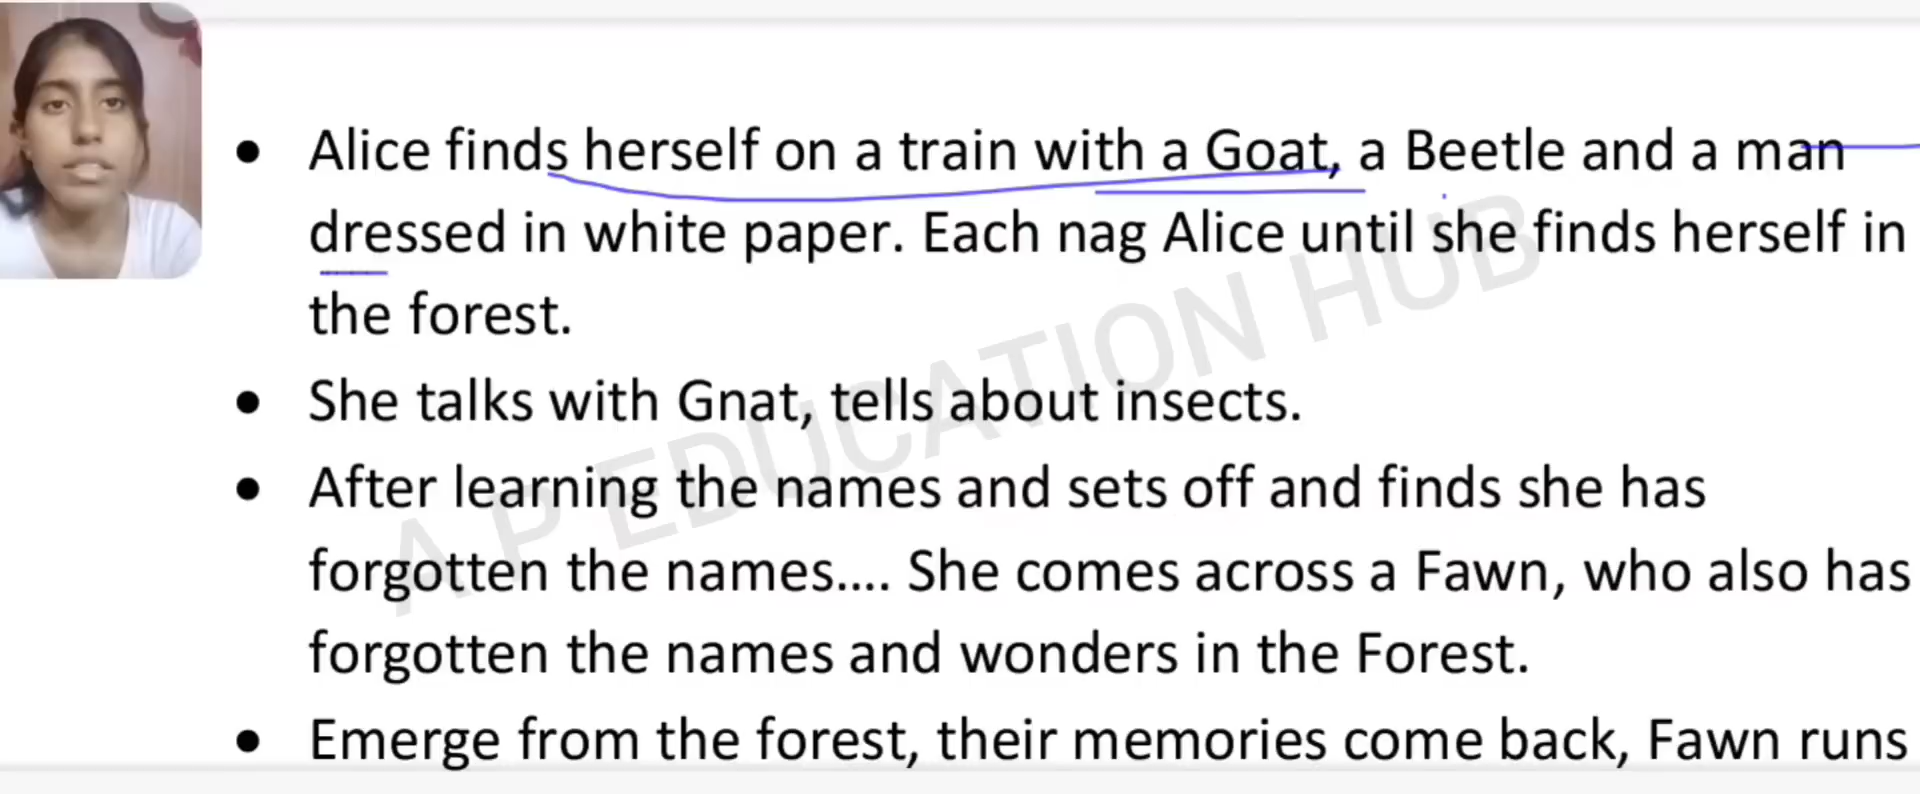 • Alice finds herself on a train with a Goat, a Beetle and a man
dressed in white paper. Each nag Alice until she finds herself in
the forest.
• She talks with Gnat, tells about insects.
• After learning the names and sets off and finds she has
forgotten the names.... She comes across a Fawn, who also has
forgotten the names and wonders in the Forest.
• Emerge from the forest, their memories come back, Fawn runs
A P EDUCATION HUB